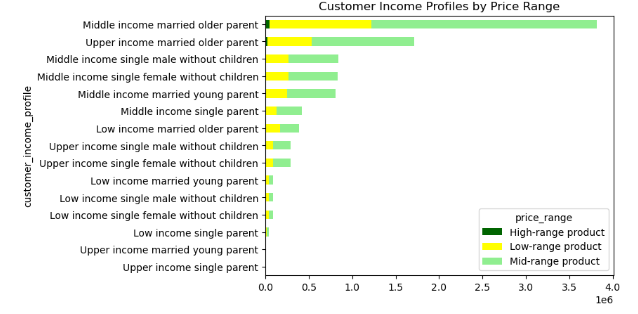 Customer Income Profiles by Price Range
customer_income_profile
Middle income married older parent
Upper income married older parent
Middle income single male without children
Middle income single female without children
Middle income married young parent
Middle income single parent
Low income married older parent
Upper income single male without children
Upper income single female without children
Low income married young parent
Low income single male without children
Low income single female without children
Low income single parent
Upper income married young parent
Upper income single parent
price_range
High-range product
Low-range product
Mid-range product
0.0 0.5 1.0 1.5 2.0 2.5 3.0 3.5 4.0
1e6